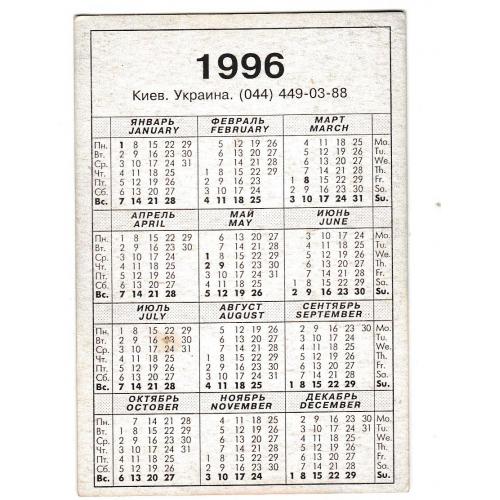 1996
Киев. Украина. (044) 449-03-88
ЯНВАРЬ ФЕВРАЛЬ МАРТ
JANUARY FEBRUARY MARCH
Пн. 1 8 15 22 29 5 12 19 26 4 11 18 25 Mo.
Вт. 2 9 16 23 30 6 13 20 27 5 12 19 26 Tu.
Ср. 3 10 17 24 31 7 14 21 28 6 13 20 27 We.
Чт. 4 11 18 25 1 8 15 22 29 7 14 21 28 Th.
Пт. 5 12 19 26 2 9 16 23 1 8 15 22 29 Fr.
Сб. 6 13 20 27 3 10 17 24 2 9 16 23 30 Sa.
Вс. 7 14 21 28 4 11 18 25 3 10 17 24 31 Su.
АПРЕЛЬ МАЙ ИЮНЬ
APRIL MAY JUNE
Пн. 1 8 15 22 29 6 13 20 27 3 10 17 24 Mo.
Вт. 2 9 16 23 30 7 14 21 28 4 11 18 25 Tu.
Ср. 3 10 17 24 1 8 15 22 29 5 12 19 26 We.
Чт. 4 11 18 25 2 9 16 23 30 6 13 20 27 Th.
Пт. 5 12 19 26 3 10 17 24 31 7 14 21 28 Fr.
Сб. 6 13 20 27 4 11 18 25 1 8 15 22 29 Sa.
Вс. 7 14 21 28 5 12 19 26 2 9 16 23 30 Su.
ИЮЛЬ АВГУСТ СЕНТЯБРЬ
JULY AUGUST SEPTEMBER
Пн. 1 8 15 22 29 5 12 19 26 2 9 16 23 30 Mo.
Вт. 2 9 16 23 30 6 13 20 27 3 10 17 24 Tu.
Ср. 3 10 17 24 31 7 14 21 28 4 11 18 25 We.
Чт. 4 11 18 25 1 8 15 22 29 5 12 19 26 Th.
Пт. 5 12 19 26 2 9 16 23 30 6 13 20 27 Fr.
Сб. 6 13 20 27 3 10 17 24 31 7 14 21 28 Sa.
Вс. 7 14 21 28 4 11 18 25 1 8 15 22 29 Su.
ОКТЯБРЬ НОЯБРЬ ДЕКАБРЬ
OCTOBER NOVEMBER DECEMBER
Пн. 7 14 21 28 4 11 18 25 2 9 16 23 30 Mo.
Вт. 1 8 15 22 29 5 12 19 26 3 10 17 24 31 Tu.
Ср. 2 9 16 23 30 6 13 20 27 4 11 18 25 We.
Чт. 3 10 17 24 31 7 14 21 28 5 12 19 26 Th.
Пт. 4 11 18 25 1 8 15 22 29 6 13 20 27 Fr.
Сб. 5 12 19 26 2 9 16 23 30 7 14 21 28 Sa.
Вс. 6 13 20 27 3 10 17 24 1 8 15 22 29 Su.